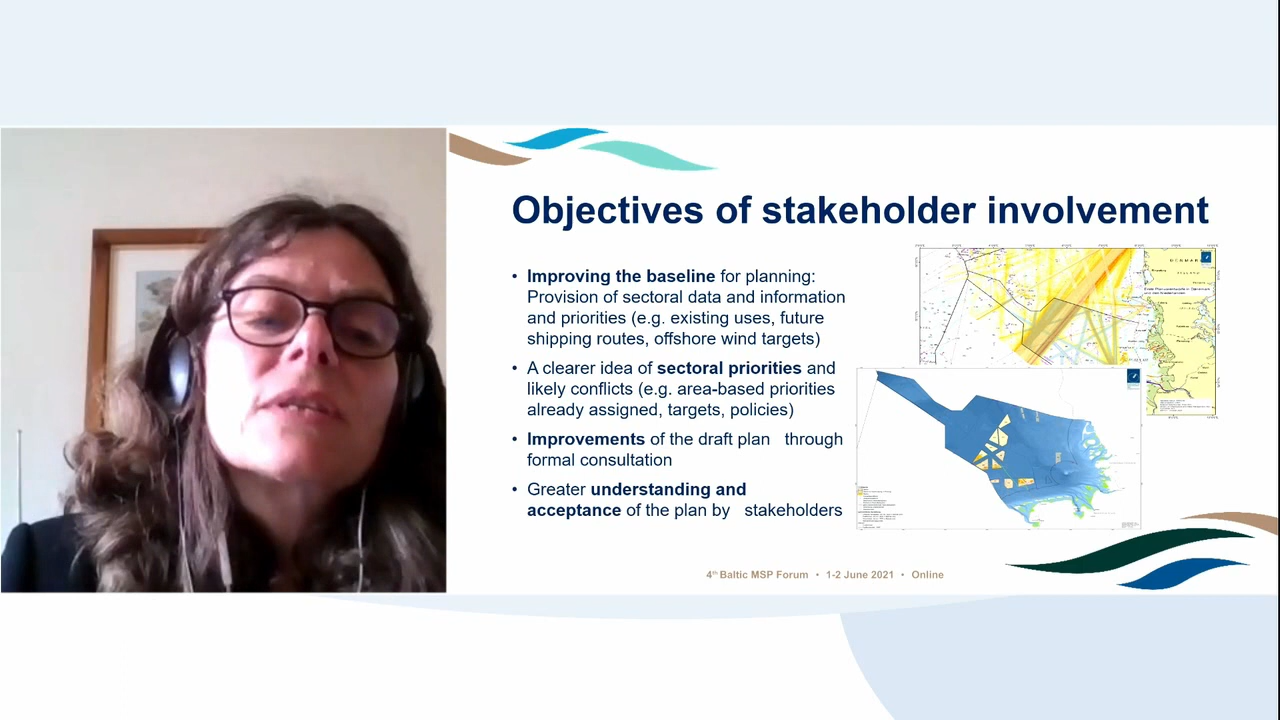 Objectives of stakeholder involvement
• Improving the baseline for planning:
Provision of sectoral data and information
and priorities (e.g. existing uses, future
shipping routes, offshore wind targets)
• A clearer idea of sectoral priorities and
likely conflicts (e.g. area-based priorities
already assigned, targets, policies)
• Improvements of the draft plan through
formal consultation
• Greater understanding and
acceptance of the plan by stakeholders
4th Baltic MSP Forum • 1-2 June 2021 • Online